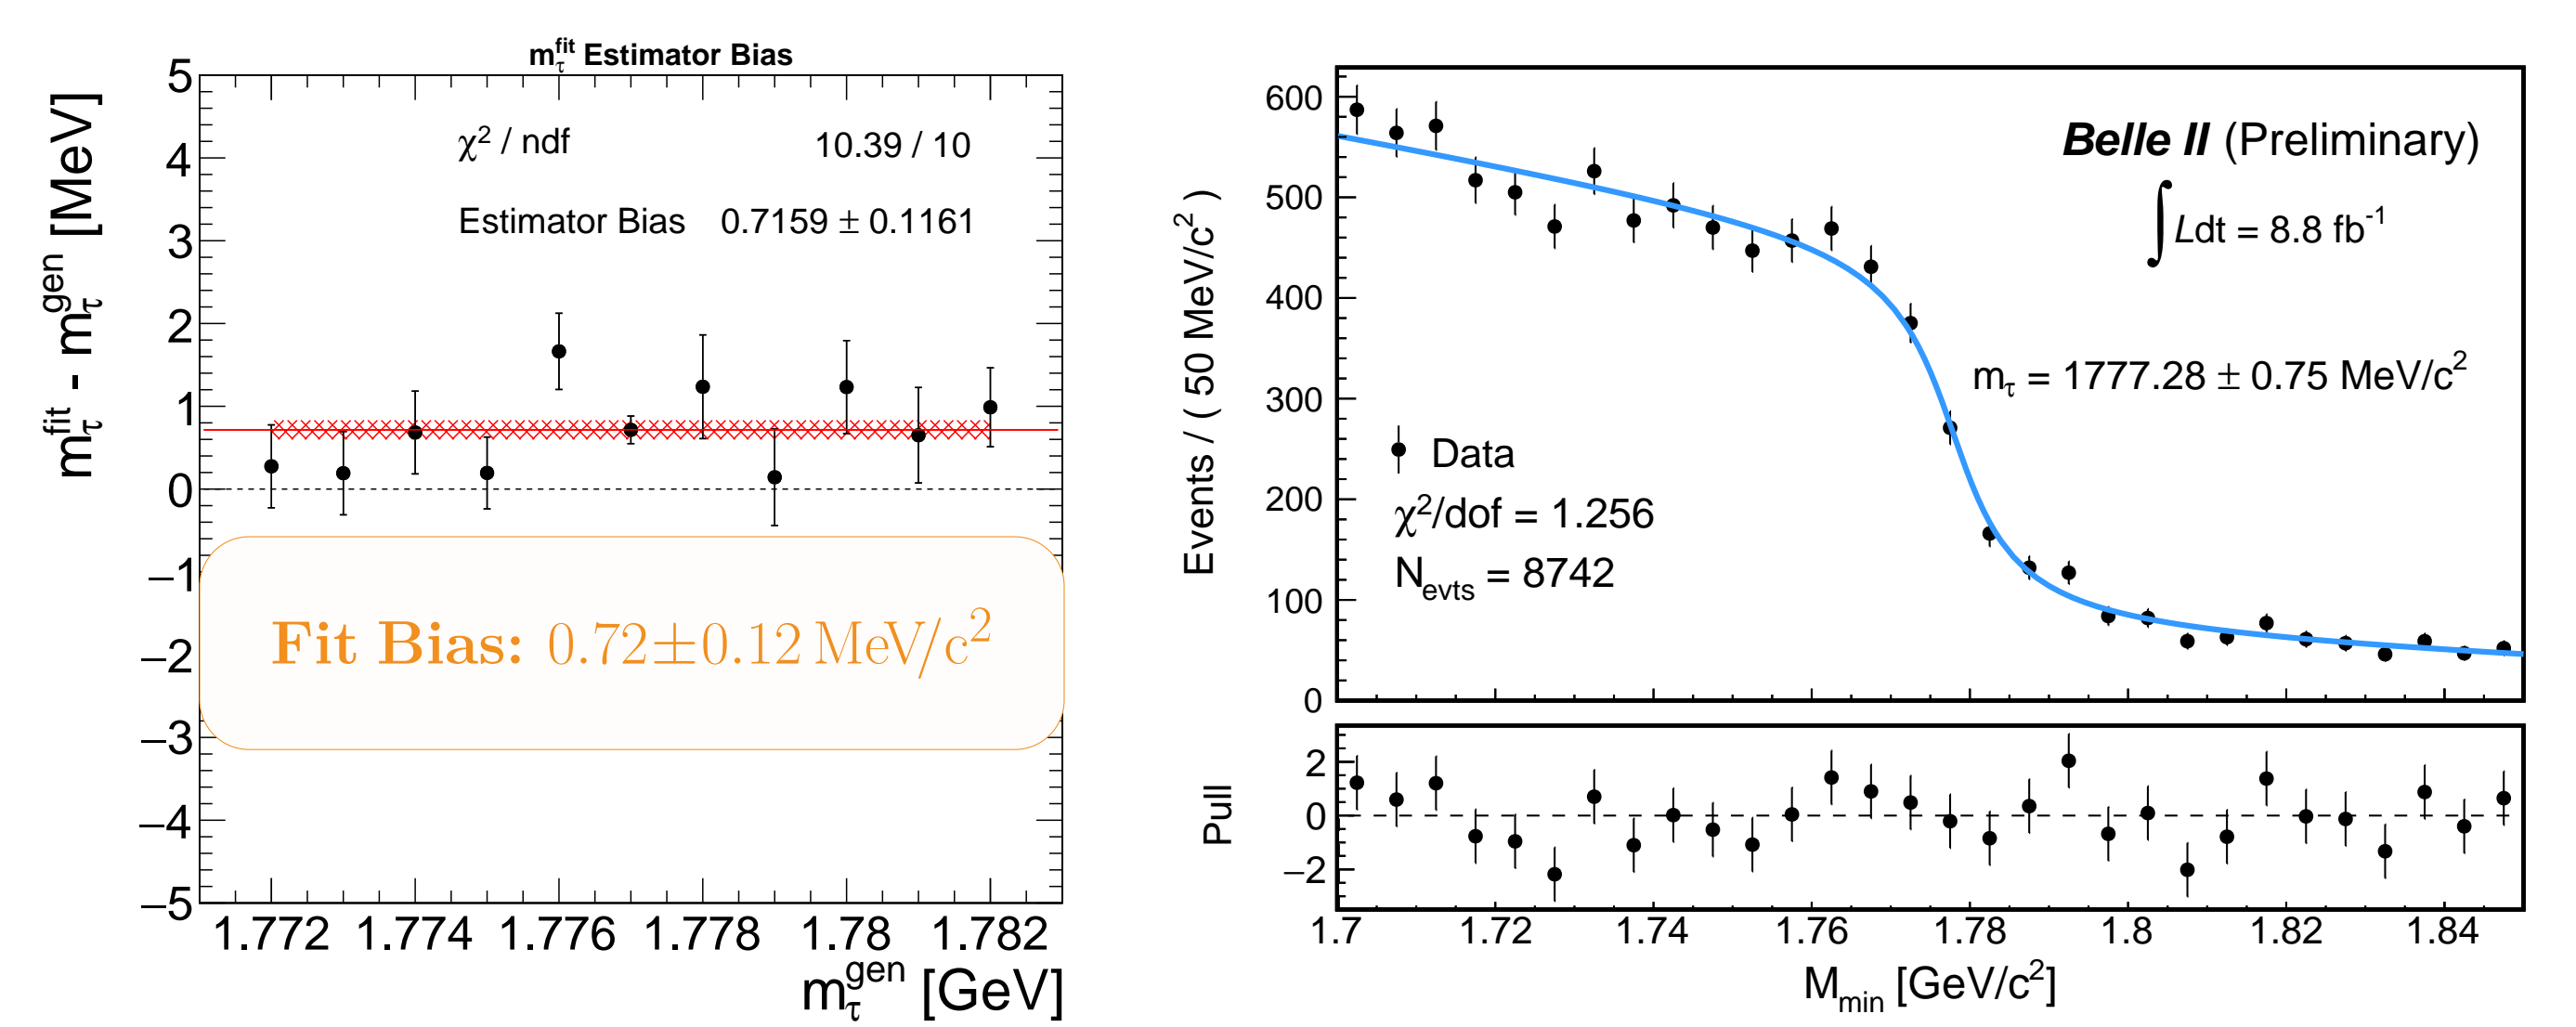 m_τ^fit Estimator Bias
m_τ^fit - m_τ^gen [MeV]
5
4
3
2
1
0
−1
−2
−3
−4
−5
χ² / ndf 10.39 / 10
Estimator Bias 0.7159 ± 0.1161
Fit Bias: 0.72±0.12 MeV/c²
1.772 1.774 1.776 1.778 1.78 1.782
m_τ^gen [GeV]
Events / ( 50 MeV/c² )
600
500
400
300
200
100
0
Belle II (Preliminary)
∫Ldt = 8.8 fb⁻¹
m_τ = 1777.28 ± 0.75 MeV/c²
Data
χ²/dof = 1.256
N_evts = 8742
Pull
2
0
−2
1.7 1.72 1.74 1.76 1.78 1.8 1.82 1.84
M_min [GeV/c²]